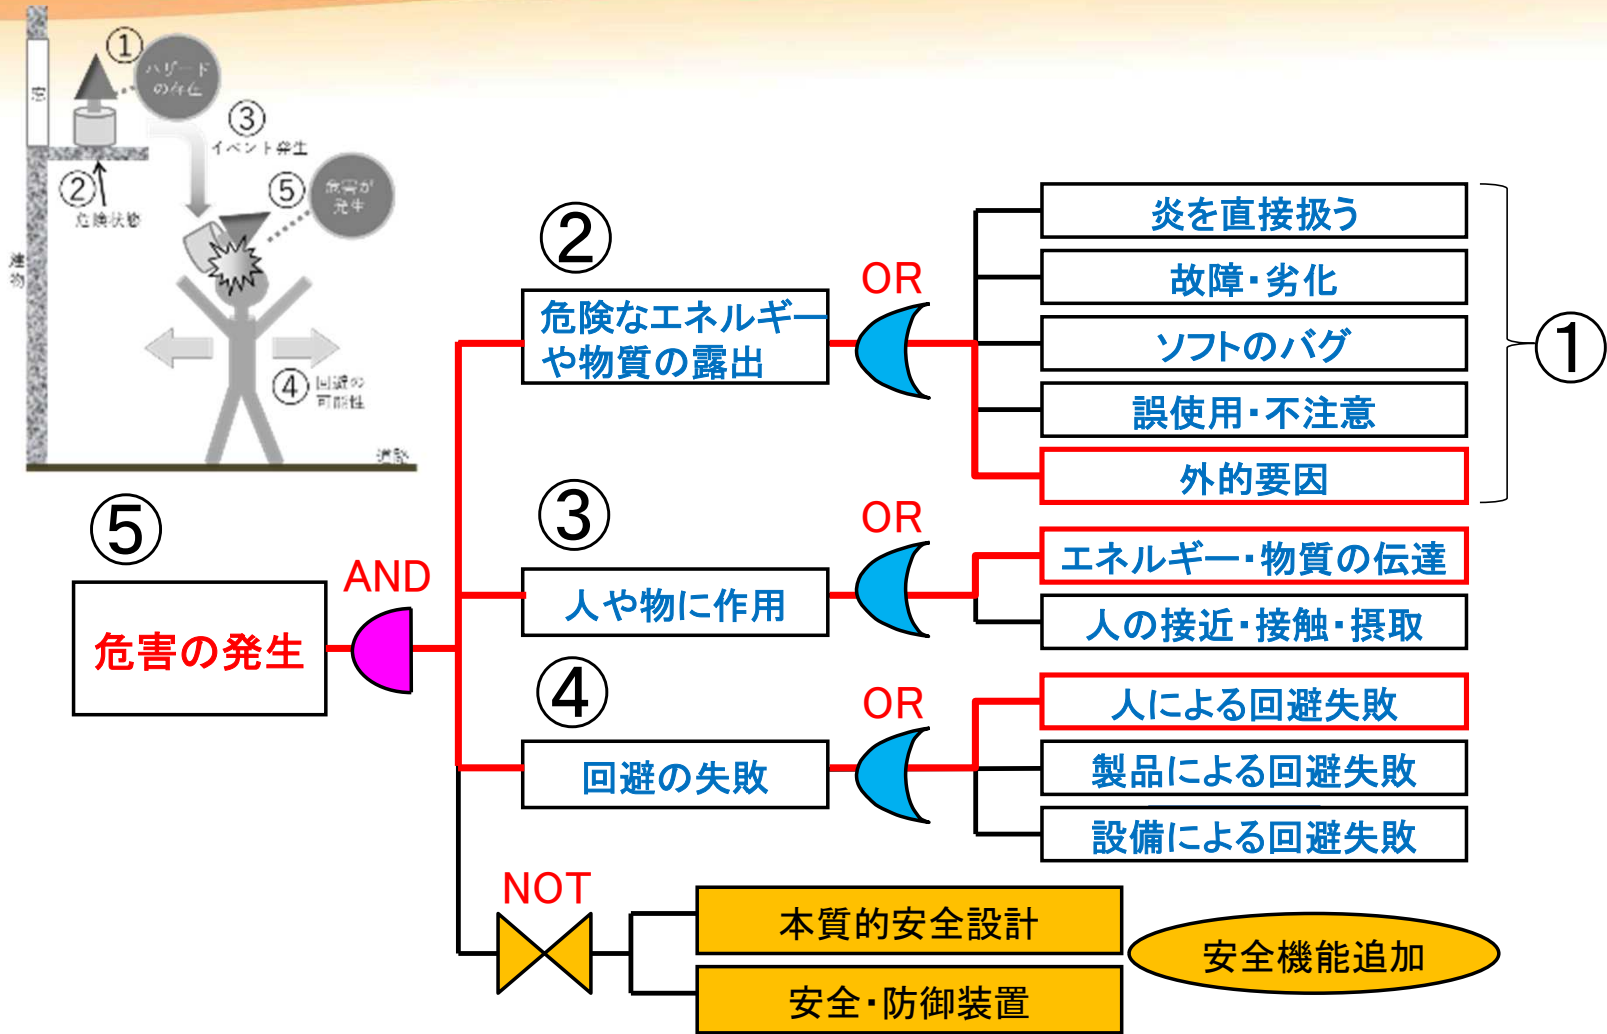 ①
ハザード
の存在
窓
③
イベント発生
②
危険状態
⑤
危害が
発生
建物
④
回避の
可能性
道路
②
危険なエネルギー
や物質の露出
OR
炎を直接扱う
故障・劣化
ソフトのバグ
誤使用・不注意
外的要因
①
③
人や物に作用
OR
エネルギー・物質の伝達
人の接近・接触・摂取
⑤
危害の発生
AND
④
回避の失敗
OR
人による回避失敗
製品による回避失敗
設備による回避失敗
NOT
本質的安全設計
安全・防御装置
安全機能追加